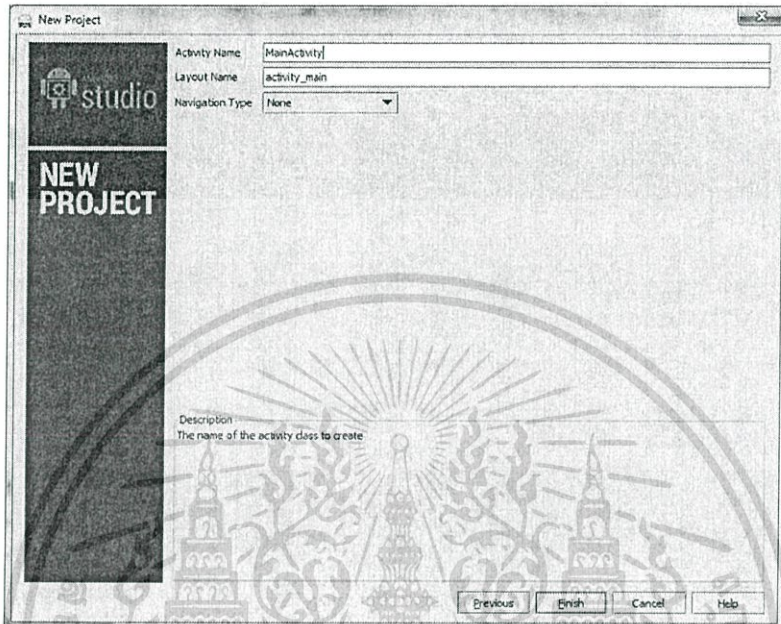 New Project
studio
NEW
PROJECT
Activity Name MainActivity
Layout Name activity_main
Navigation Type None
Description
The name of the activity class to create
Previous Finish Cancel Help